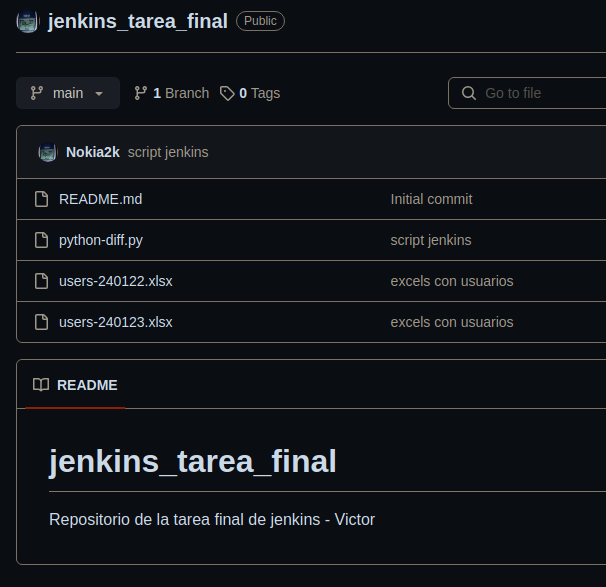 jenkins_tarea_final Public
main 1 Branch 0 Tags Go to file
Nokia2k script jenkins
README.md Initial commit
python-diff.py script jenkins
users-240122.xlsx excels con usuarios
users-240123.xlsx excels con usuarios
README
jenkins_tarea_final
Repositorio de la tarea final de jenkins - Victor